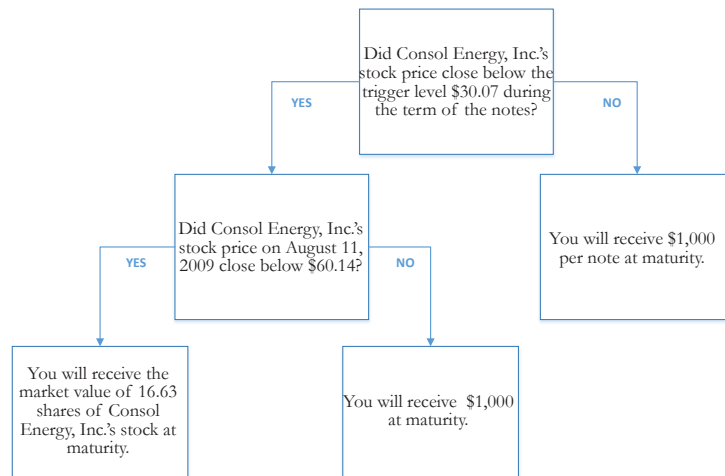 Did Consol Energy, Inc.'s
stock price close below the
trigger level $30.07 during
the term of the notes?
YES
NO
Did Consol Energy, Inc.'s
stock price on August 11,
2009 close below $60.14?
You will receive $1,000
per note at maturity.
YES
NO
You will receive the
market value of 16.63
shares of Consol
Energy, Inc.'s stock at
maturity.
You will receive $1,000
at maturity.